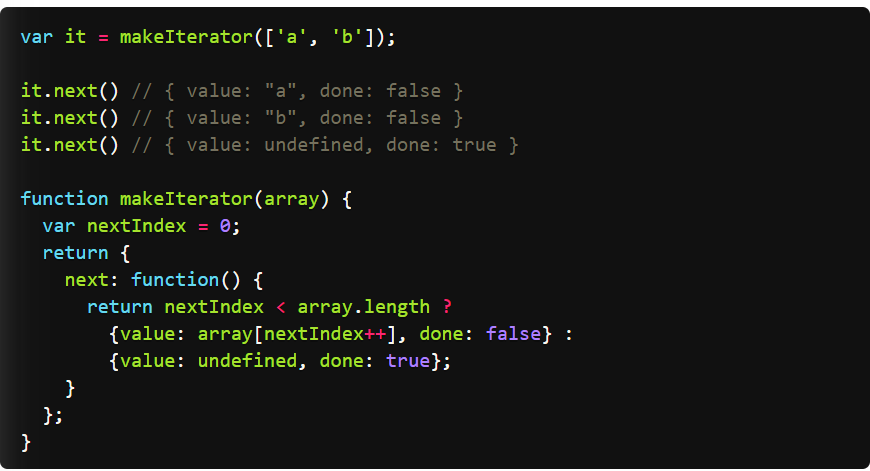 var it = makeIterator(['a', 'b']);
it.next() // { value: "a", done: false }
it.next() // { value: "b", done: false }
it.next() // { value: undefined, done: true }
function makeIterator(array) {
  var nextIndex = 0;
  return {
    next: function() {
      return nextIndex < array.length ?
        {value: array[nextIndex++], done: false} :
        {value: undefined, done: true};
    }
  };
}